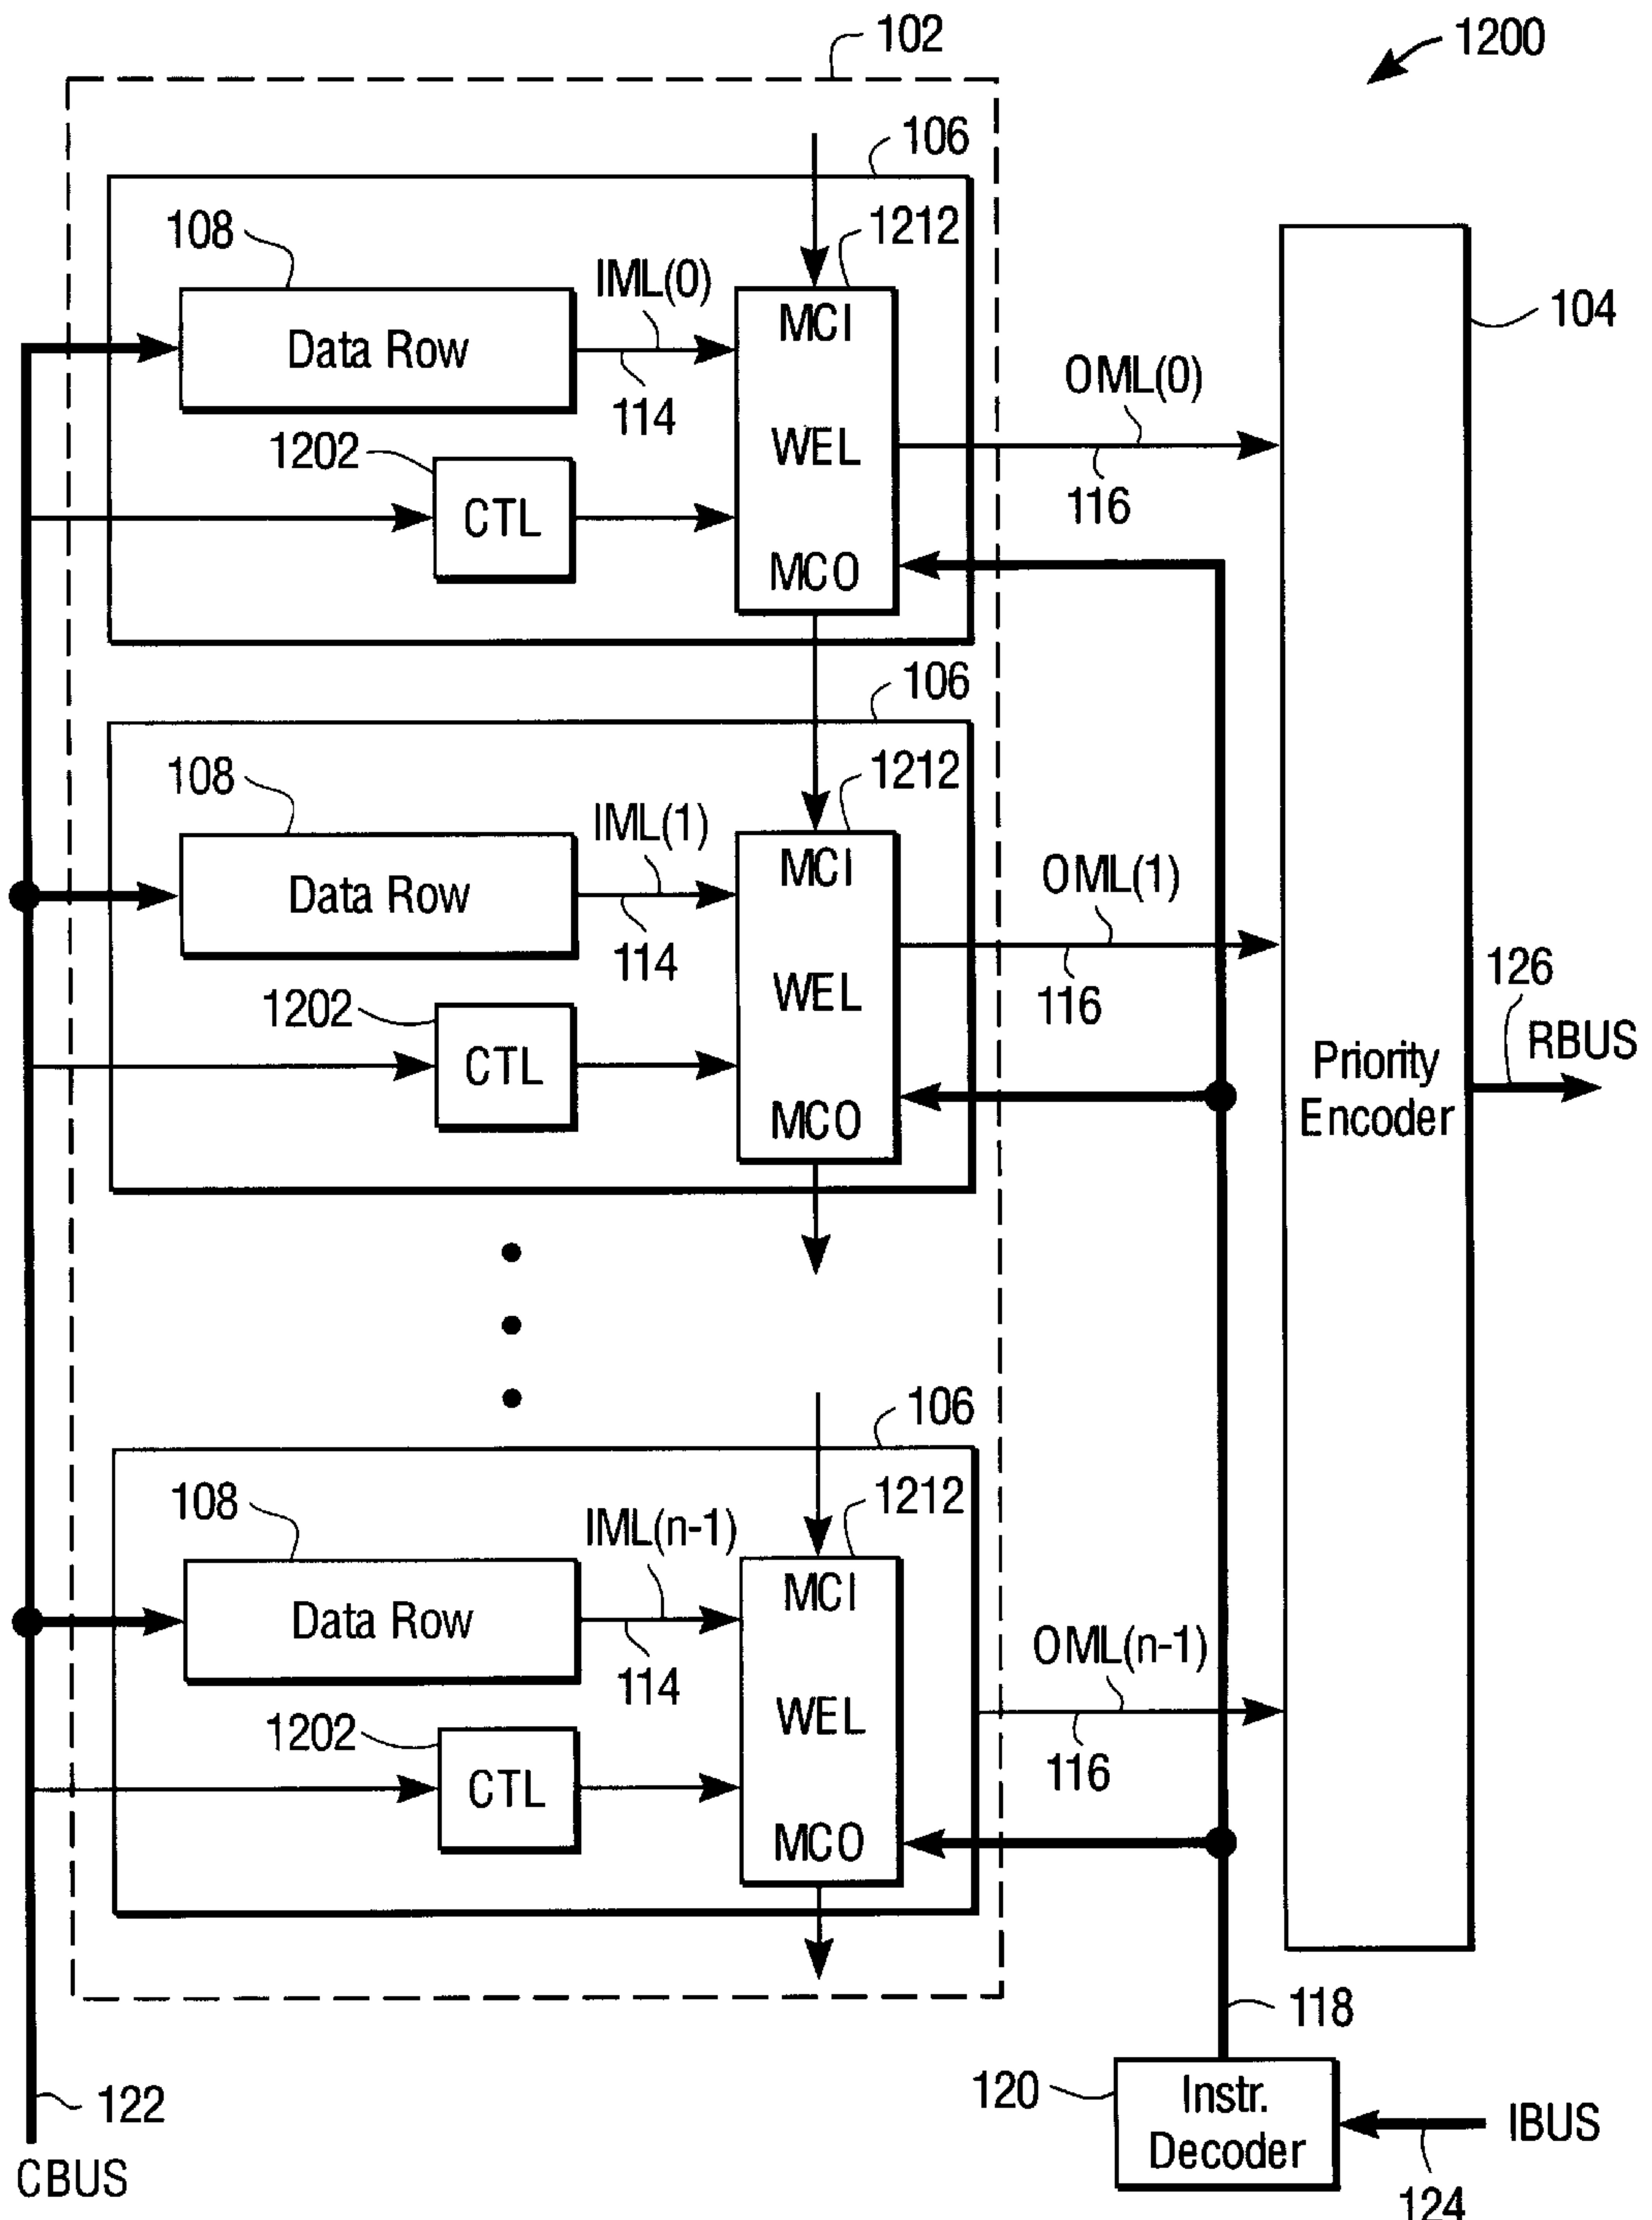 102
1200
106
108
1212
IML(0)
MCI
104
Data Row
OML(0)
114
1202
WEL
116
CTL
MCO
106
108
1212
IML(1)
MCI
OML(1)
Data Row
114
126
1202
WEL
116
RBUS
Priority
Encoder
CTL
MCO
106
108
1212
IML(n-1)
MCI
Data Row
OML(n-1)
114
1202
WEL
116
CTL
MCO
118
120
Instr.
Decoder
122
IBUS
CBUS
124